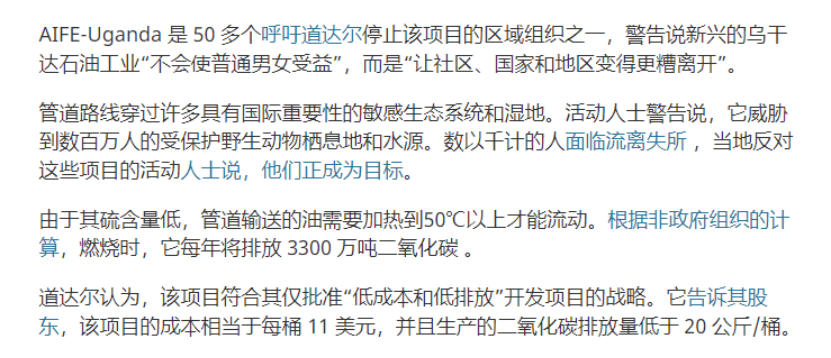 AIFE-Uganda 是 50 多个呼吁道达尔停止该项目的区域组织之一，警告说新兴的乌干
达石油工业“不会使普通男女受益”，而是“让社区、国家和地区变得更糟离开”。
管道路线穿过许多具有国际重要性的敏感生态系统和湿地。活动人士警告说，它威胁
到数百万人的受保护野生动物栖息地和水源。数以千计的人面临流离失所 ，当地反对
这些项目的活动人士说，他们正成为目标。
由于其硫含量低，管道输送的油需要加热到50℃以上才能流动。根据非政府组织的计
算，燃烧时，它每年将排放 3300 万吨二氧化碳 。
道达尔认为，该项目符合其仅批准“低成本和低排放”开发项目的战略。它告诉其股
东，该项目的成本相当于每桶 11 美元，并且生产的二氧化碳排放量低于 20 公斤/桶。